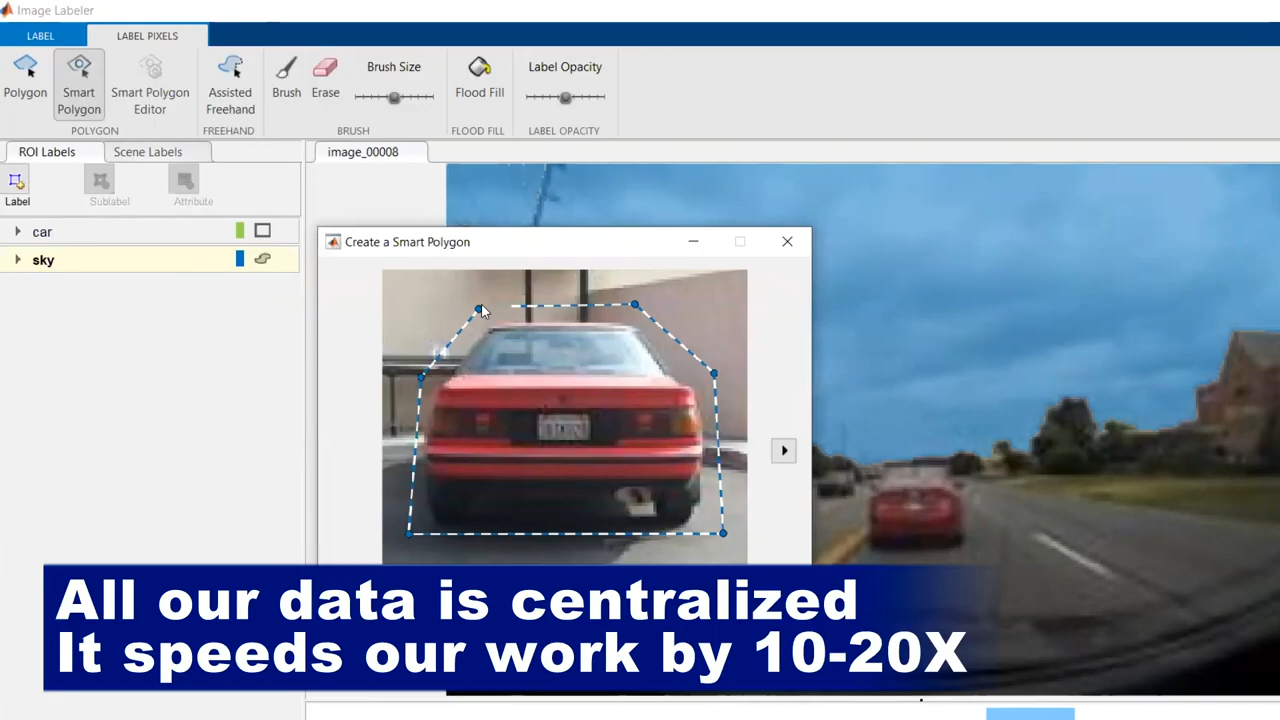 Image Labeler
LABEL
LABEL PIXELS
Polygon
Smart
Polygon
Smart Polygon
Editor
Assisted
Freehand
Brush
Erase
Brush Size
Flood Fill
Label Opacity
POLYGON
FREEHAND
BRUSH
FLOOD FILL
LABEL OPACITY
ROI Labels
Scene Labels
image_00008
Label
Sublabel
Attribute
car
sky
Create a Smart Polygon
All our data is centralized
It speeds our work by 10-20X